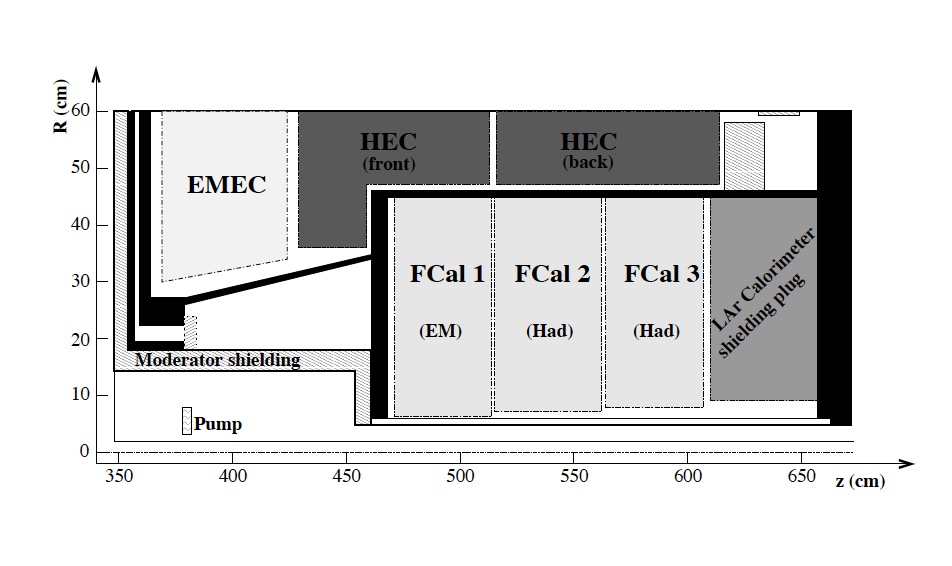 R (cm)
60
50
40
30
20
10
0
HEC
(front)
HEC
(back)
EMEC
FCal 1
(EM)
FCal 2
(Had)
FCal 3
(Had)
LAr Calorimeter
shielding plug
Moderator shielding
Pump
350
400
450
500
550
600
650
z (cm)